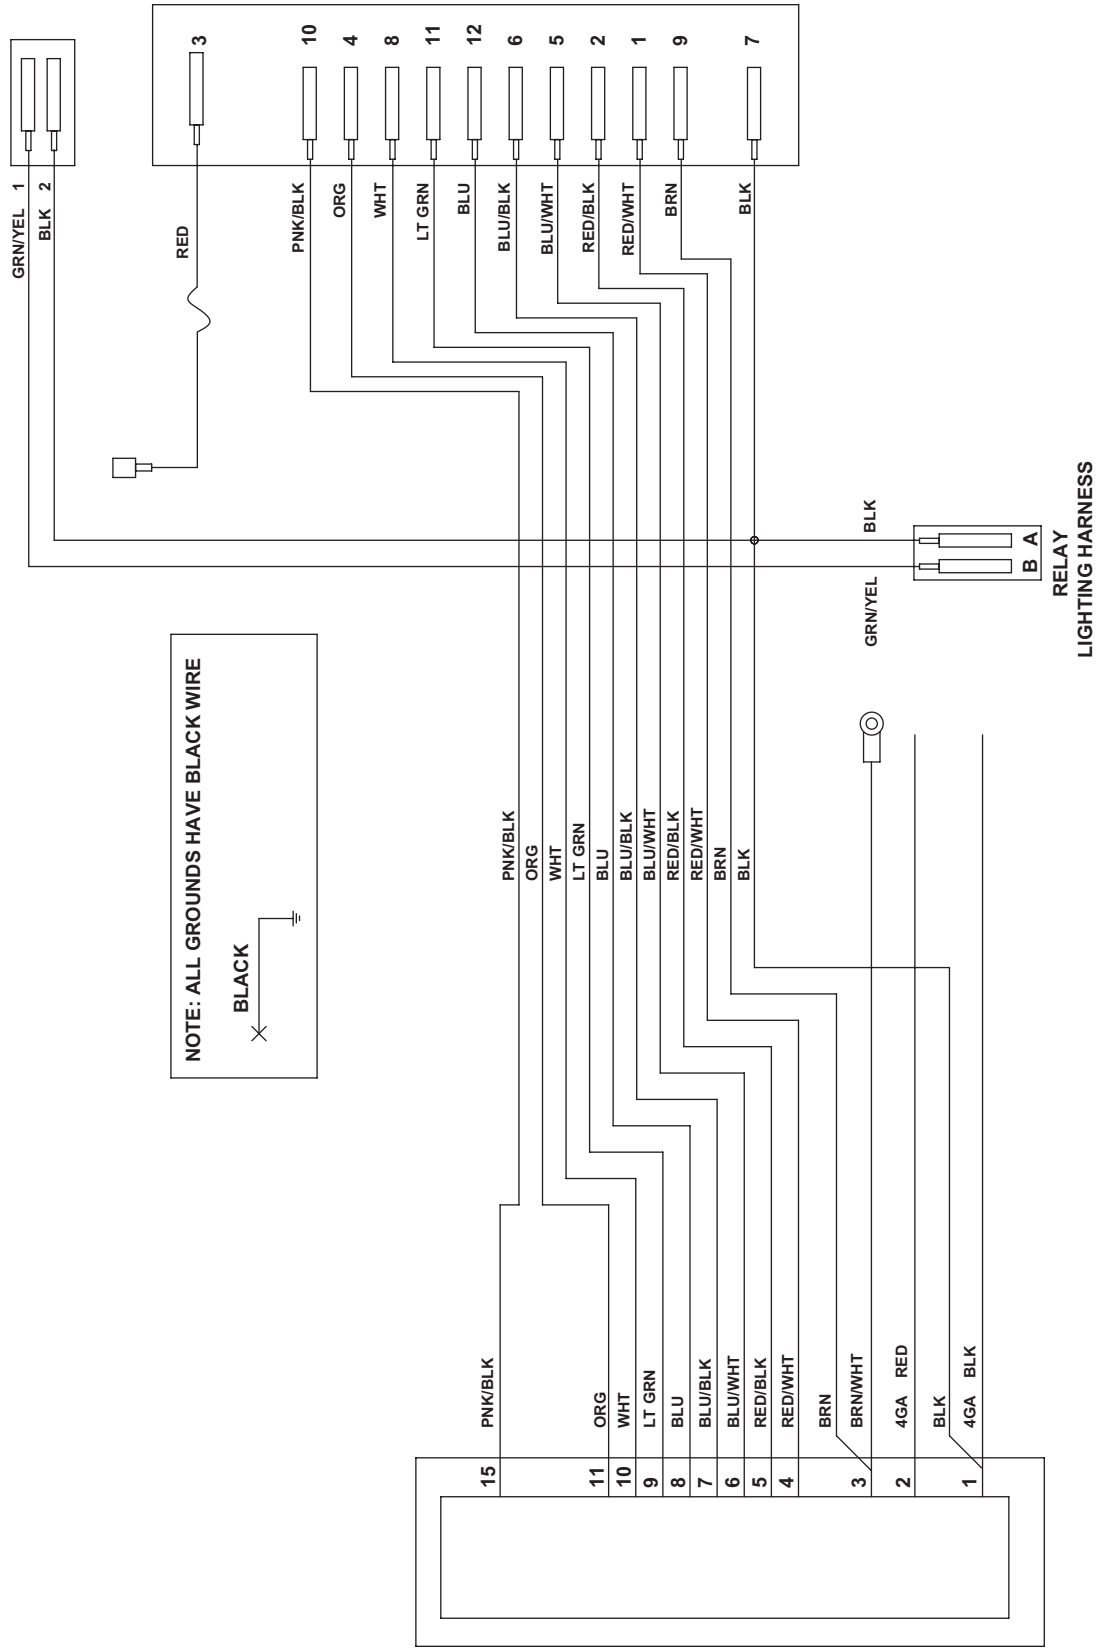 GRN/YEL 1
BLK 2
3
10
4
8
11
12
6
5
2
1
9
7
RED
PNK/BLK
ORG
WHT
LT GRN
BLU
BLU/BLK
BLU/WHT
RED/BLK
RED/WHT
BRN
BLK
BLK
GRN/YEL
B A
RELAY
LIGHTING HARNESS
NOTE: ALL GROUNDS HAVE BLACK WIRE
BLACK
PNK/BLK
ORG
WHT
LT GRN
BLU
BLU/BLK
BLU/WHT
RED/BLK
RED/WHT
BRN
BLK
15 PNK/BLK
11 ORG
10 WHT
9 LT GRN
8 BLU
7 BLU/BLK
6 BLU/WHT
5 RED/BLK
4 RED/WHT
BRN
3 BRN/WHT
2 4GA RED
BLK
1 4GA BLK